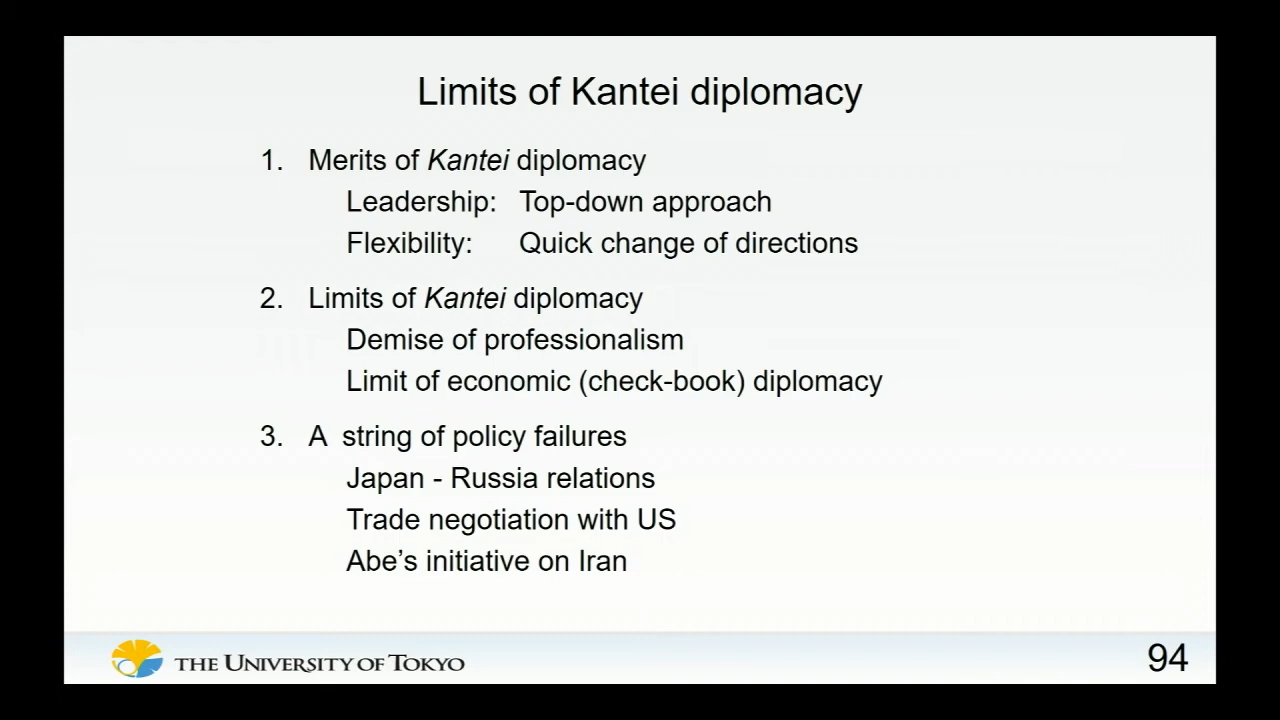 Limits of Kantei diplomacy
1. Merits of Kantei diplomacy
Leadership: Top-down approach
Flexibility: Quick change of directions
2. Limits of Kantei diplomacy
Demise of professionalism
Limit of economic (check-book) diplomacy
3. A string of policy failures
Japan - Russia relations
Trade negotiation with US
Abe's initiative on Iran
THE UNIVERSITY OF TOKYO
94